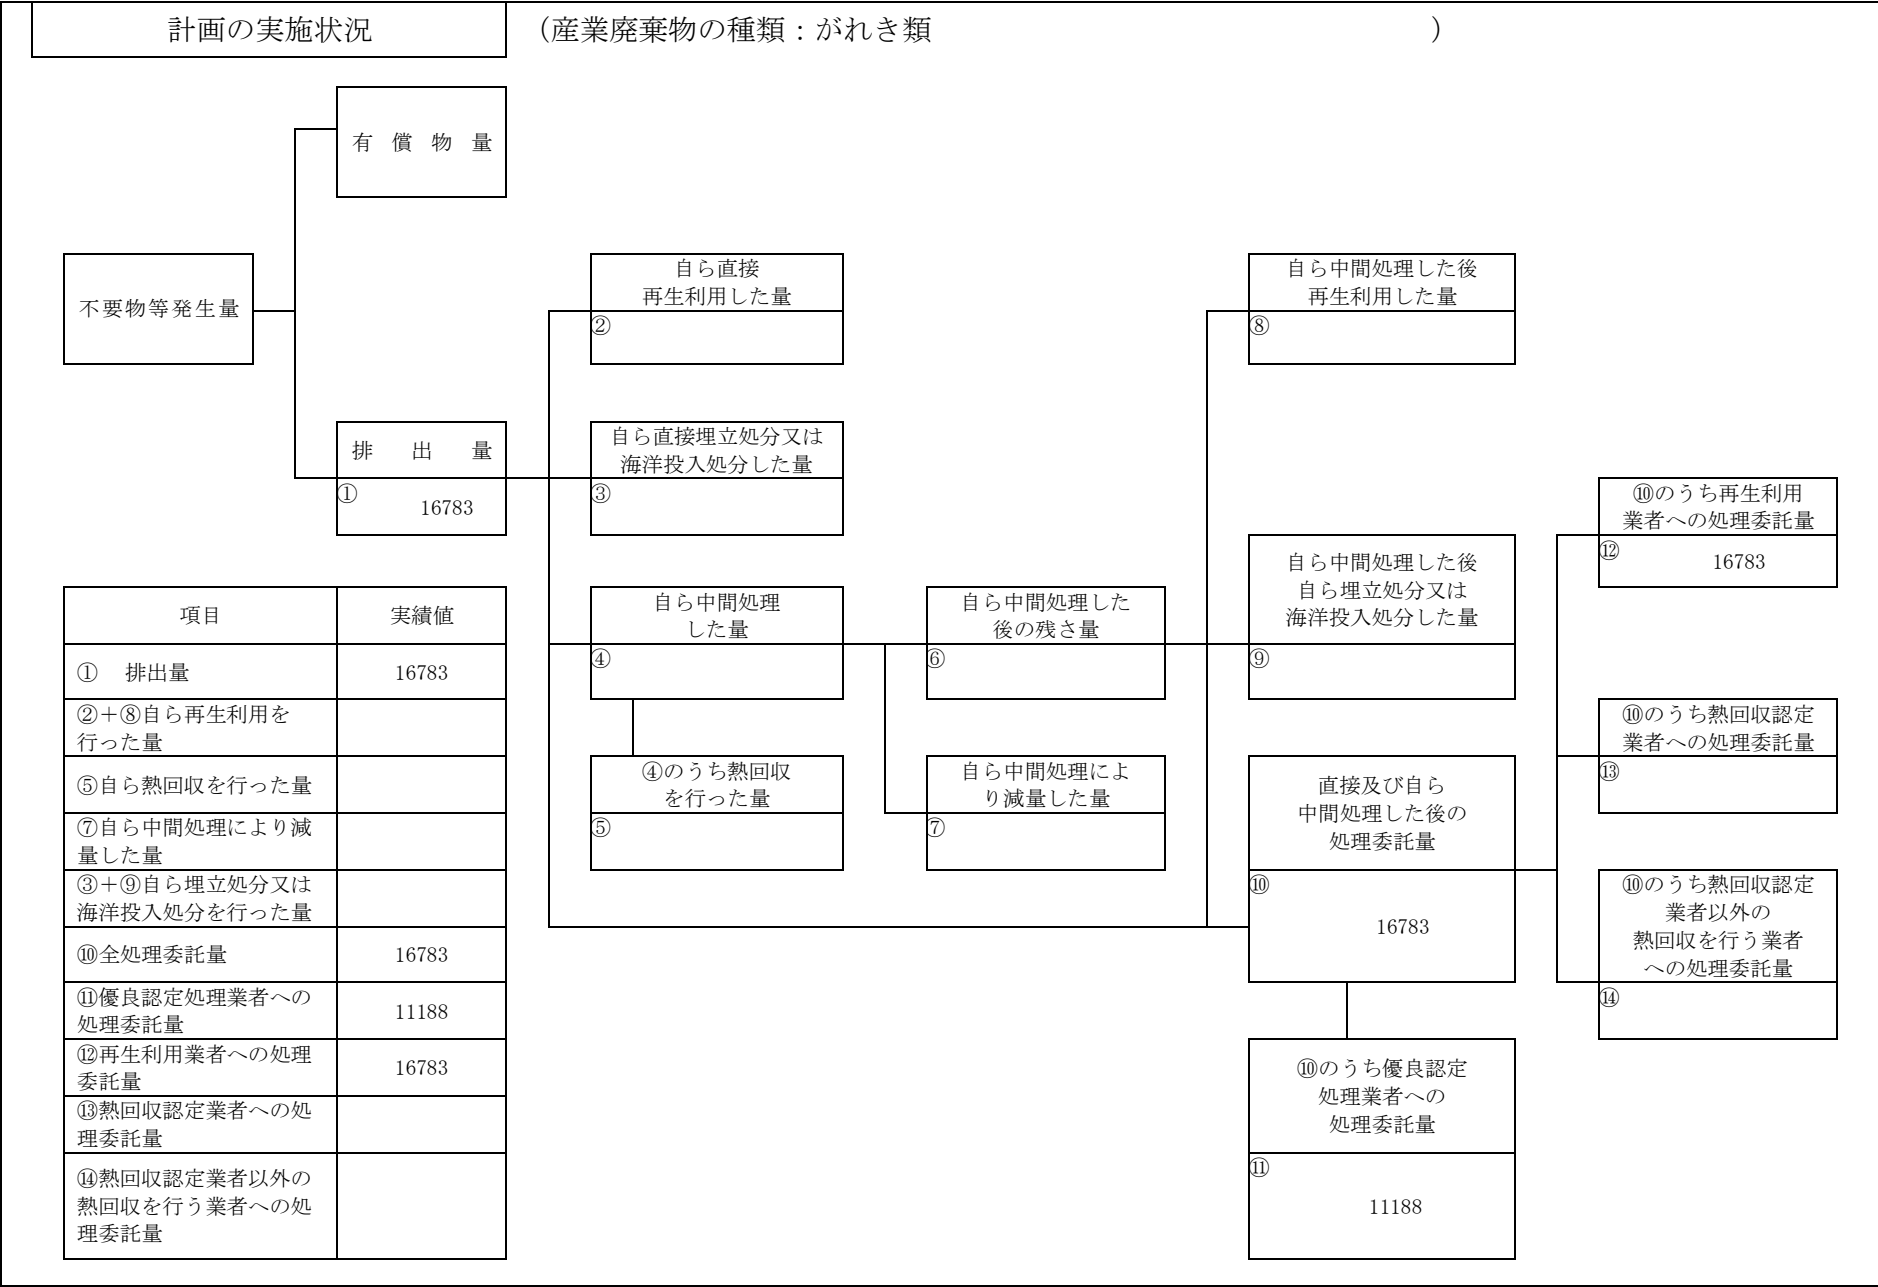 計画の実施状況
（産業廃棄物の種類：がれき類　　　　　　　　　　　　　　　　　）
有償物量
不要物等発生量
排出量
① 16783
自ら直接
再生利用した量
②
自ら直接埋立処分又は
海洋投入処分した量
③
自ら中間処理
した量
④
④のうち熱回収
を行った量
⑤
自ら中間処理した
後の残さ量
⑥
自ら中間処理によ
り減量した量
⑦
自ら中間処理した後
再生利用した量
⑧
自ら中間処理した後
自ら埋立処分又は
海洋投入処分した量
⑨
直接及び自ら
中間処理した後の
処理委託量
⑩
16783
⑩のうち優良認定
処理業者への
処理委託量
⑪
11188
⑩のうち再生利用
業者への処理委託量
⑫ 16783
⑩のうち熱回収認定
業者への処理委託量
⑬
⑩のうち熱回収認定
業者以外の
熱回収を行う業者
への処理委託量
⑭
項目 実績値
①　排出量 16783
②＋⑧自ら再生利用を
行った量
⑤自ら熱回収を行った量
⑦自ら中間処理により減
量した量
③＋⑨自ら埋立処分又は
海洋投入処分を行った量
⑩全処理委託量 16783
⑪優良認定処理業者への
処理委託量 11188
⑫再生利用業者への処理
委託量 16783
⑬熱回収認定業者への処
理委託量
⑭熱回収認定業者以外の
熱回収を行う業者への処
理委託量